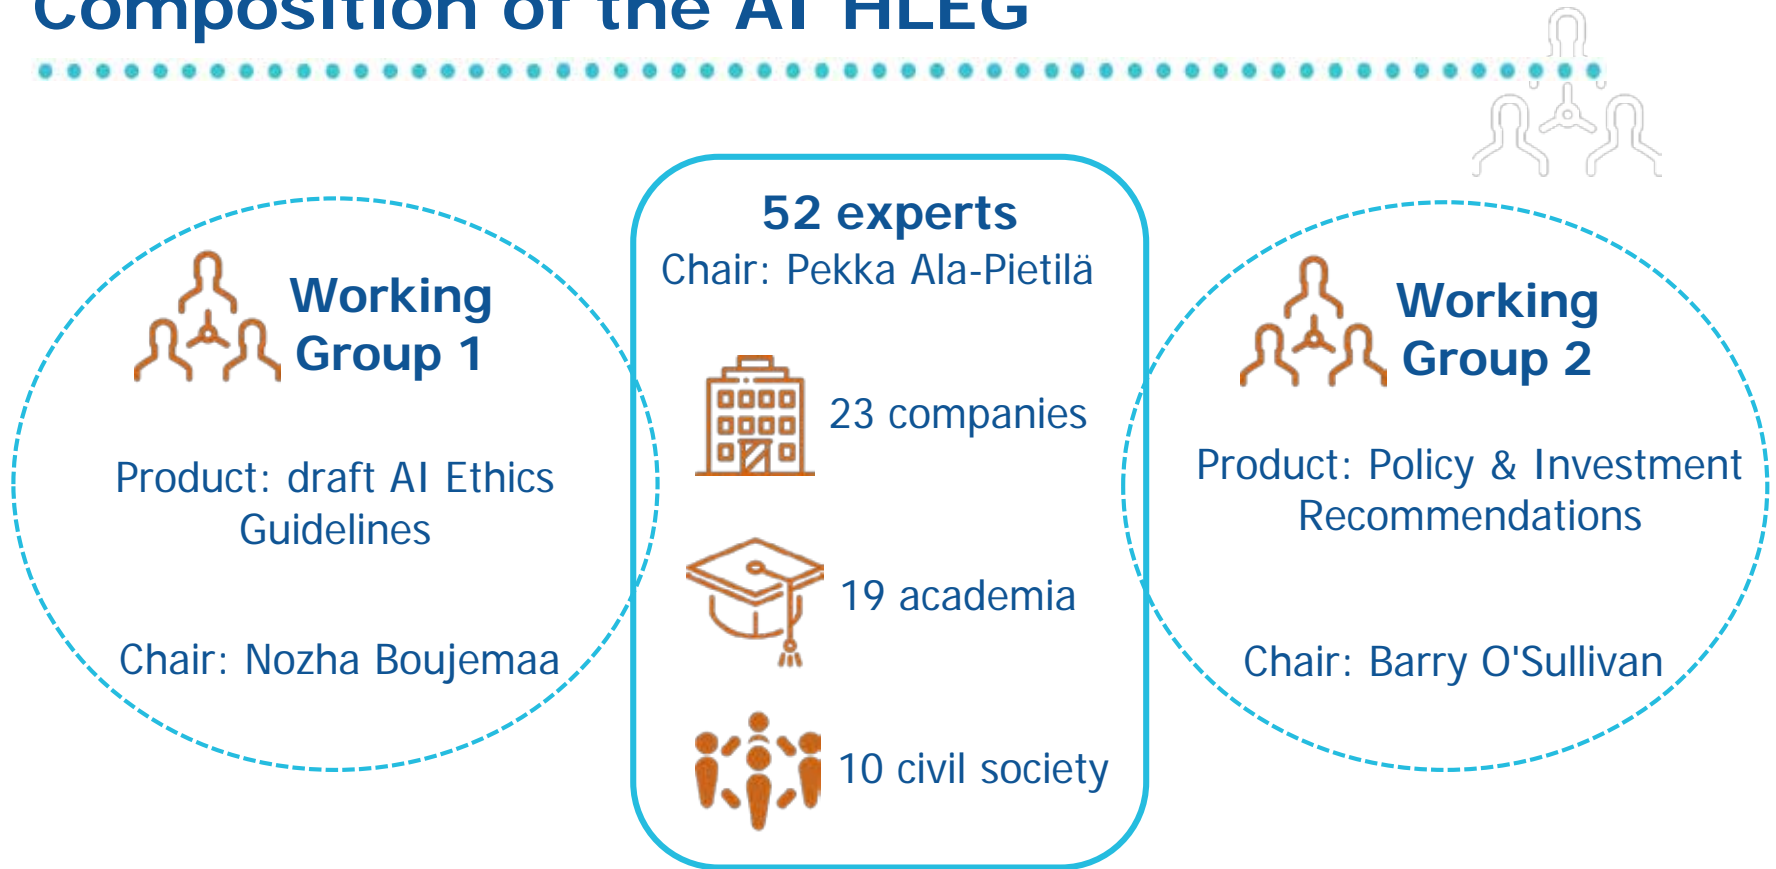 Composition of the AI HLEG
Working
Group 1
Product: draft AI Ethics
Guidelines
Chair: Nozha Boujemaa
52 experts
Chair: Pekka Ala-Pietilä
23 companies
19 academia
10 civil society
Working
Group 2
Product: Policy & Investment
Recommendations
Chair: Barry O'Sullivan